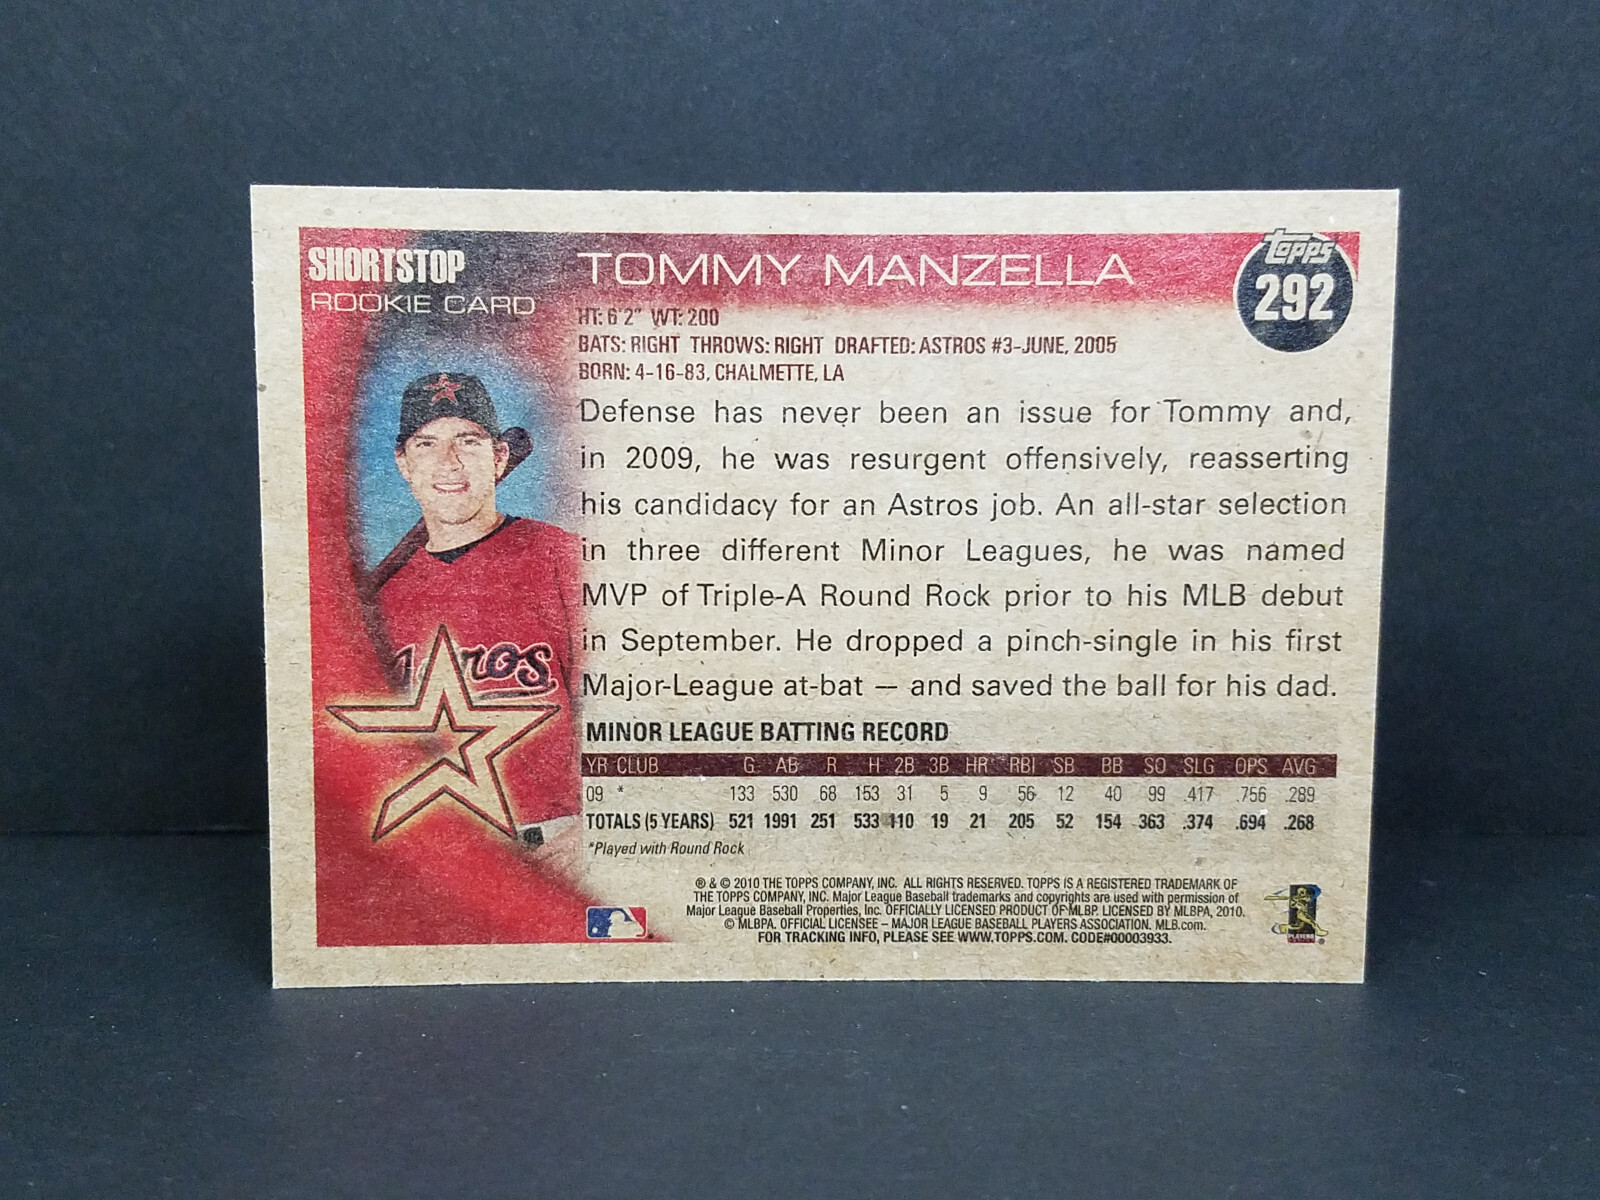 SHORTSTOP
ROOKIE CARD
TOMMY MANZELLA
Topps
292
HT: 6'2" WT: 200
BATS: RIGHT THROWS: RIGHT DRAFTED: ASTROS #3-JUNE, 2005
BORN: 4-16-83, CHALMETTE, LA
Defense has never been an issue for Tommy and,
in 2009, he was resurgent offensively, reasserting
his candidacy for an Astros job. An all-star selection
in three different Minor Leagues, he was named
MVP of Triple-A Round Rock prior to his MLB debut
in September. He dropped a pinch-single in his first
Major-League at-bat — and saved the ball for his dad.
MINOR LEAGUE BATTING RECORD
YR CLUB G AB R H 2B 3B HR RBI SB BB SO SLG OPS AVG
09 * 133 530 68 153 31 5 9 56 12 40 99 .417 .756 .289
TOTALS (5 YEARS) 521 1991 251 533 110 19 21 205 52 154 363 .374 .694 .268
*Played with Round Rock
® & © 2010 THE TOPPS COMPANY, INC. ALL RIGHTS RESERVED. TOPPS IS A REGISTERED TRADEMARK OF
THE TOPPS COMPANY, INC. Major League Baseball trademarks and copyrights are used with permission of
Major League Baseball Properties, Inc. OFFICIALLY LICENSED PRODUCT OF MLBP. LICENSED BY MLBPA, 2010.
© MLBPA. OFFICIAL LICENSEE – MAJOR LEAGUE BASEBALL PLAYERS ASSOCIATION. MLB.com.
FOR TRACKING INFO, PLEASE SEE WWW.TOPPS.COM. CODE#00003933.